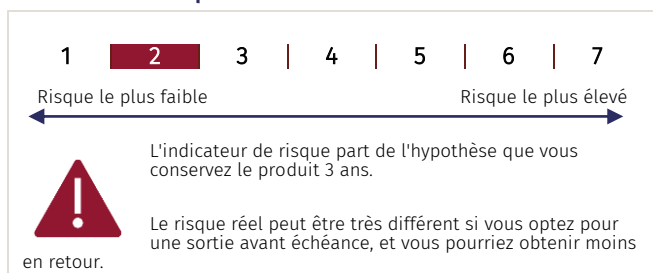 1 2 3 4 5 6 7
Risque le plus faible Risque le plus élevé
L'indicateur de risque part de l'hypothèse que vous
conservez le produit 3 ans.
Le risque réel peut être très différent si vous optez pour
une sortie avant échéance, et vous pourriez obtenir moins
en retour.